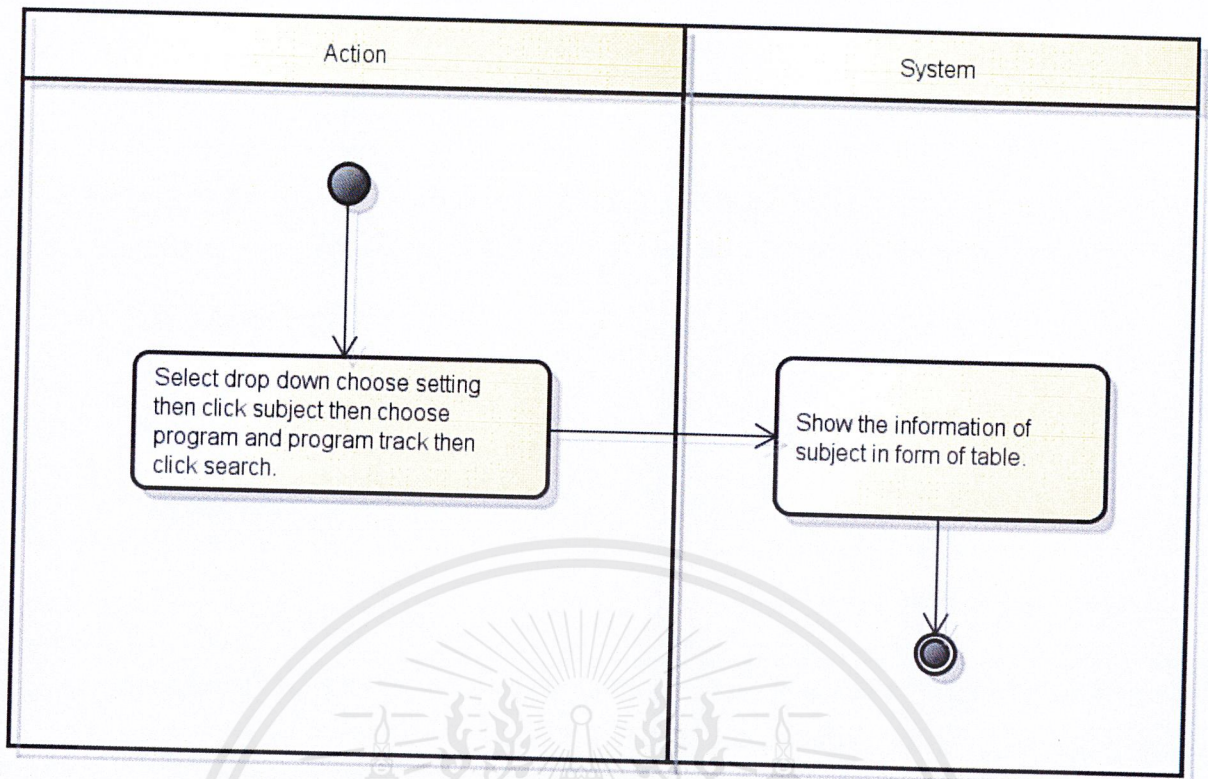 Action
System
Select drop down choose setting
then click subject then choose
program and program track then
click search.
Show the information of
subject in form of table.